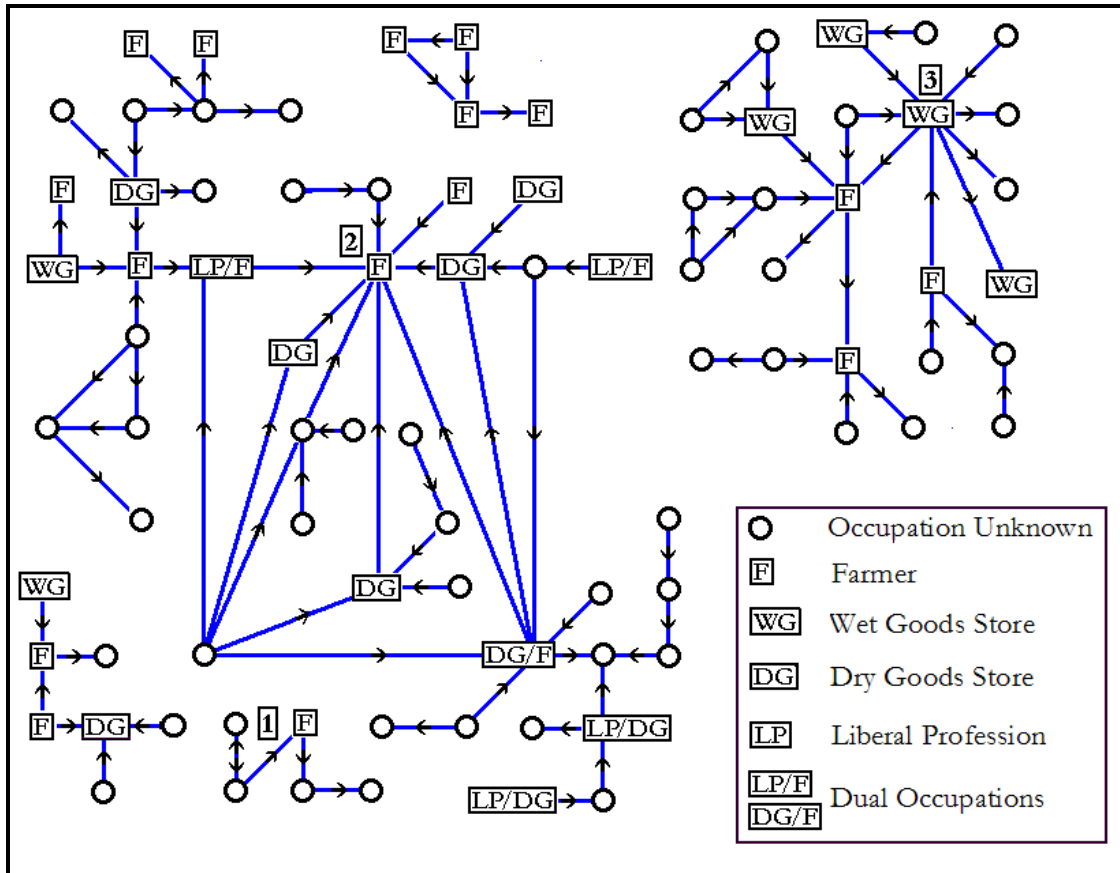 WG
F F F F
3
WG
WG
F F
DG
F F DG
F
2
WG F LP/F F DG LP/F
F WG
DG
F
Occupation Unknown
F Farmer
DG
WG
WG Wet Goods Store
F DG/F
DG Dry Goods Store
F DG 1 F LP/DG
LP Liberal Profession
LP/F
Dual Occupations
LP/DG
DG/F